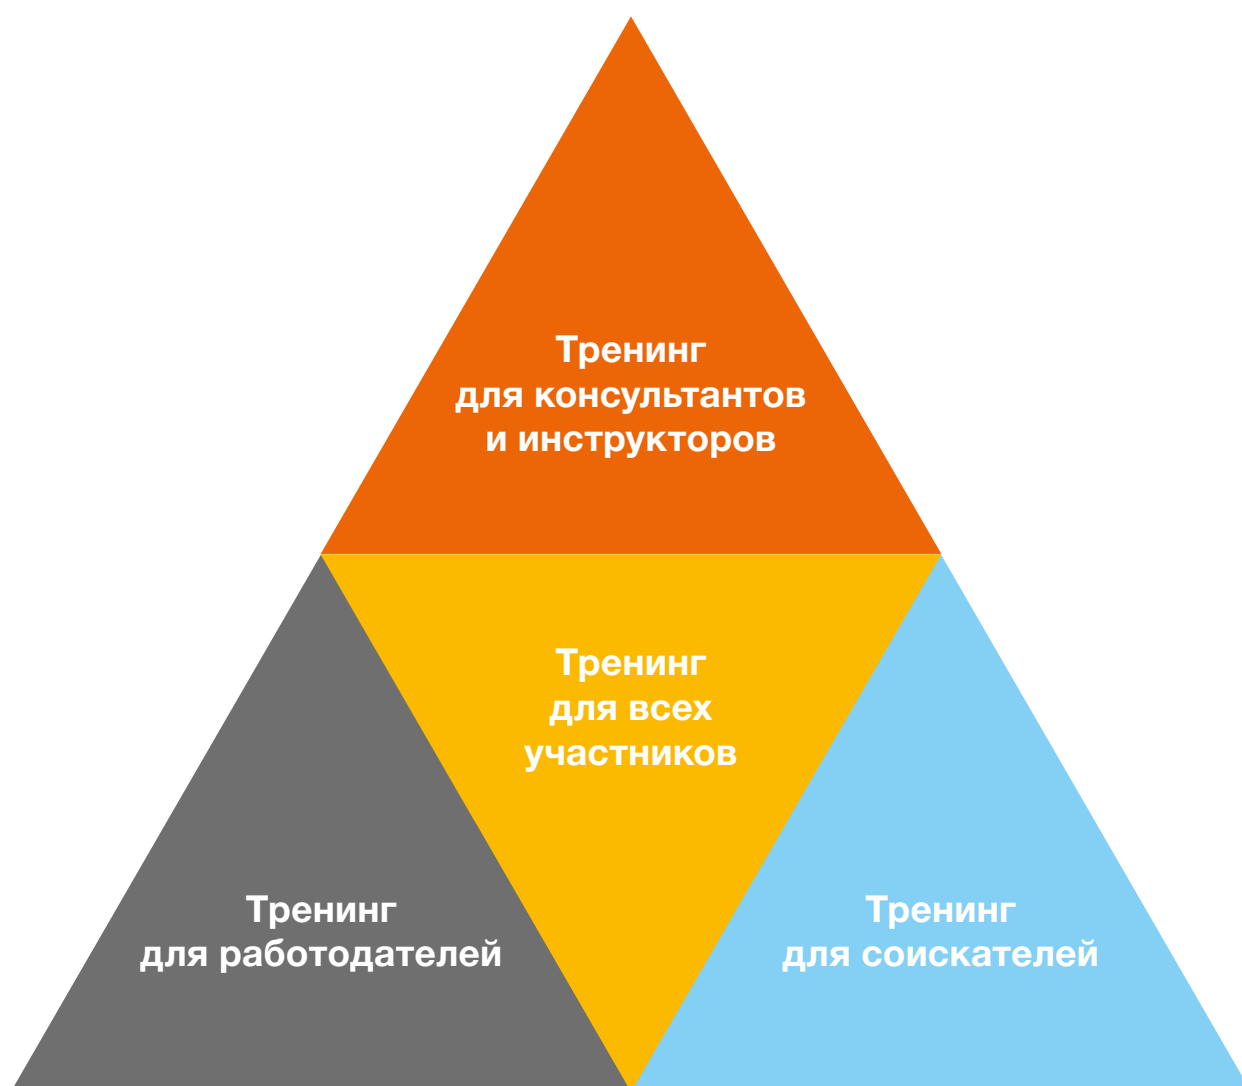 Тренинг
для консультантов
и инструкторов
Тренинг
для всех
участников
Тренинг
для работодателей
Тренинг
для соискателей